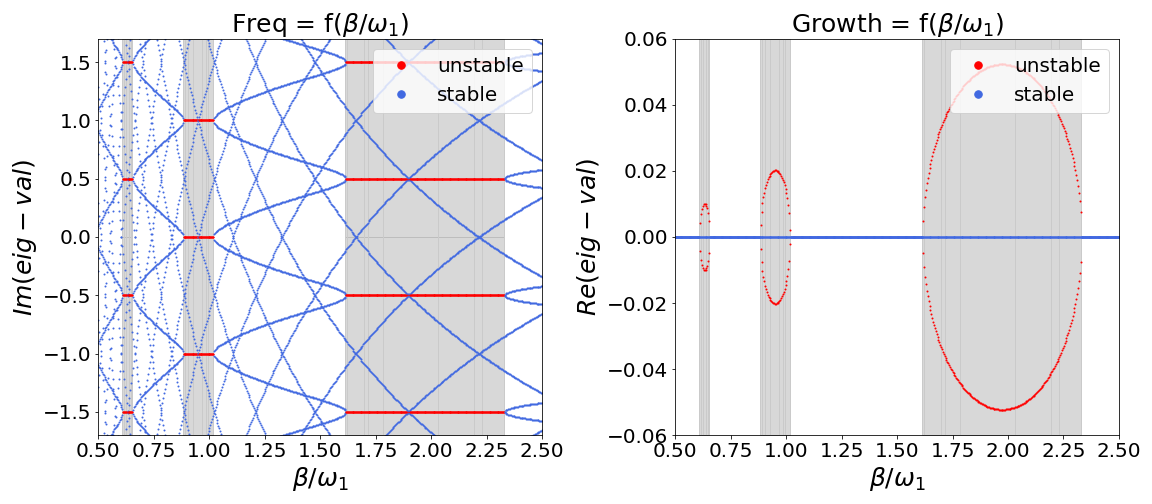 Freq = f(β/ω₁)
Growth = f(β/ω₁)
unstable
stable
unstable
stable
Im(eig − val)
Re(eig − val)
1.5
1.0
0.5
0.0
−0.5
−1.0
−1.5
0.06
0.04
0.02
0.00
−0.02
−0.04
−0.06
0.50 0.75 1.00 1.25 1.50 1.75 2.00 2.25 2.50
0.50 0.75 1.00 1.25 1.50 1.75 2.00 2.25 2.50
β/ω₁
β/ω₁